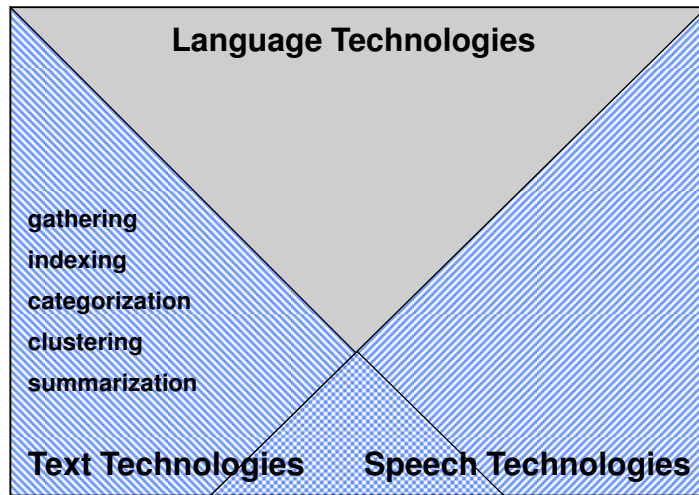 Language Technologies
gathering
indexing
categorization
clustering
summarization
Text Technologies
Speech Technologies